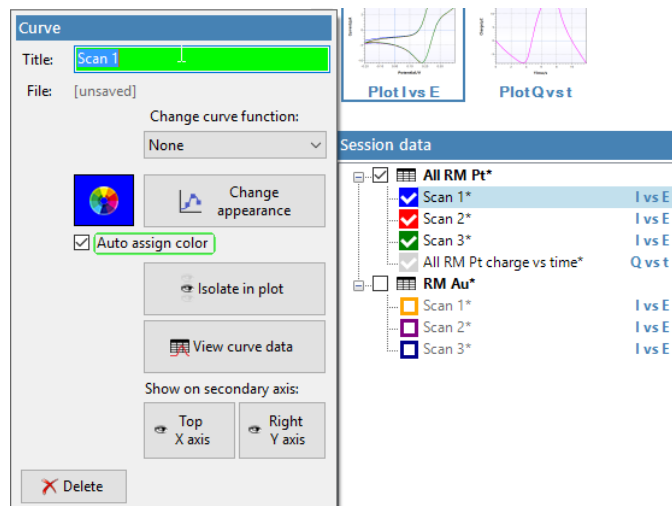 Curve
Title: Scan 1
File: [unsaved]
Change curve function:
None
Change
appearance
Auto assign color
Isolate in plot
View curve data
Show on secondary axis:
Top
X axis
Right
Y axis
Delete
Plot I vs E
Plot Q vs t
Session data
All RM Pt*
Scan 1* I vs E
Scan 2* I vs E
Scan 3* I vs E
All RM Pt charge vs time* Q vs t
RM Au*
Scan 1* I vs E
Scan 2* I vs E
Scan 3* I vs E